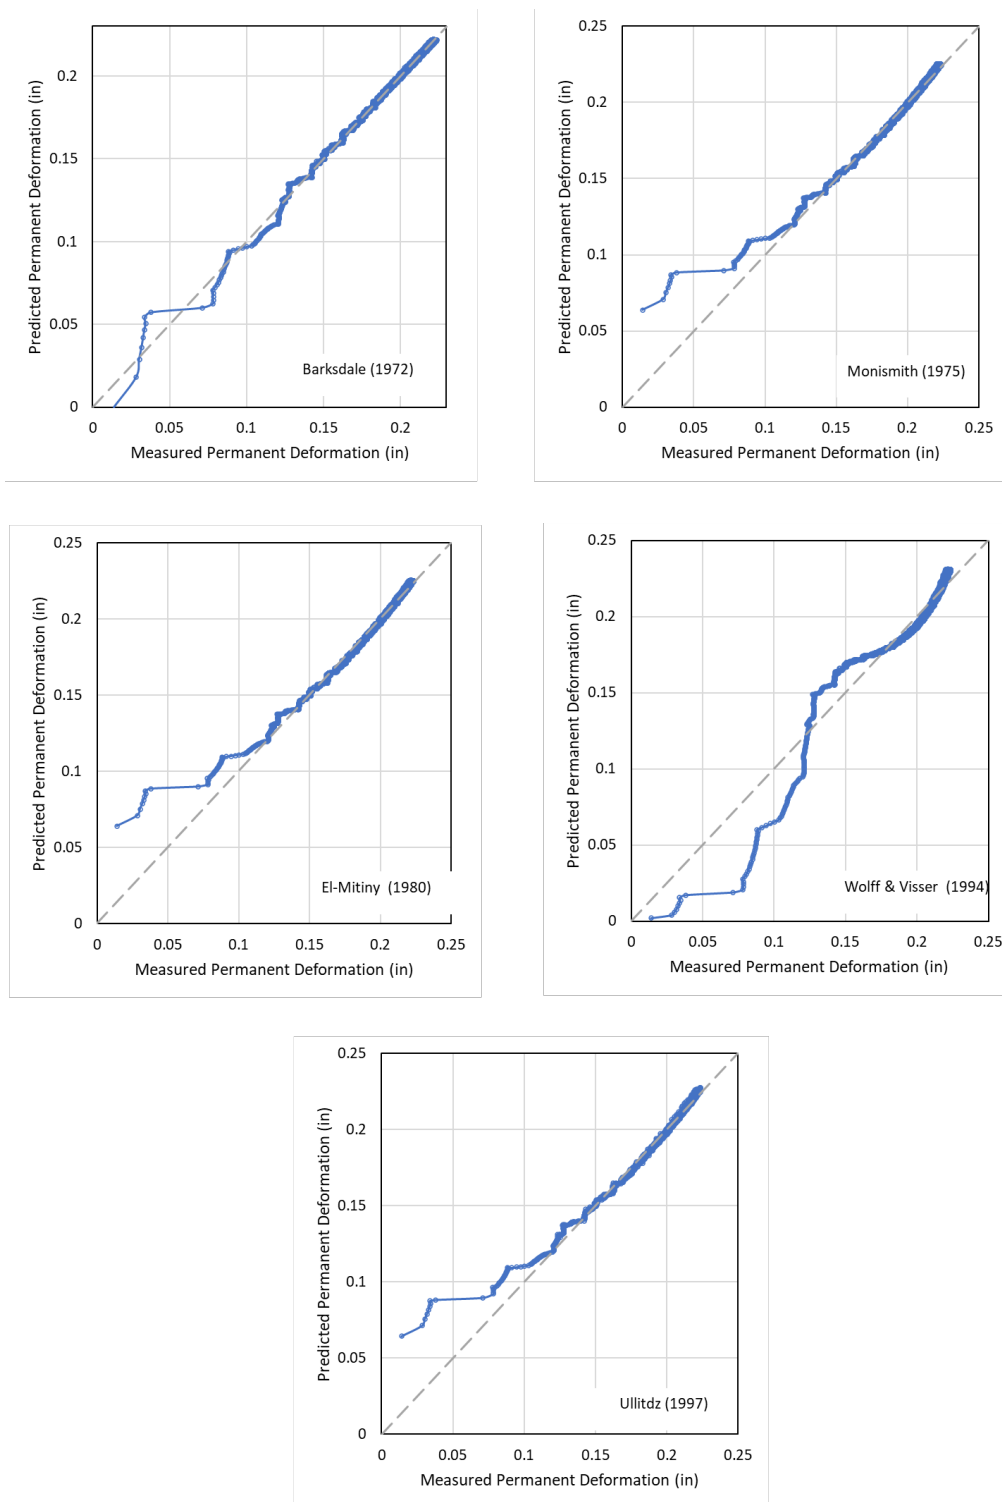 Predicted Permanent Deformation (in)
0.2
0.15
0.1
0.05
0
Barksdale (1972)
0 0.05 0.1 0.15 0.2
Measured Permanent Deformation (in)
Predicted Permanent Deformation (in)
0.25
0.2
0.15
0.1
0.05
0
Monismith (1975)
0 0.05 0.1 0.15 0.2 0.25
Measured Permanent Deformation (in)
Predicted Permanent Deformation (in)
0.25
0.2
0.15
0.1
0.05
0
El-Mitiny (1980)
0 0.05 0.1 0.15 0.2 0.25
Measured Permanent Deformation (in)
Predicted Permanent Deformation (in)
0.25
0.2
0.15
0.1
0.05
0
Wolff & Visser (1994)
0 0.05 0.1 0.15 0.2 0.25
Measured Permanent Deformation (in)
Predicted Permanent Deformation (in)
0.25
0.2
0.15
0.1
0.05
0
Ullitdz (1997)
0 0.05 0.1 0.15 0.2 0.25
Measured Permanent Deformation (in)